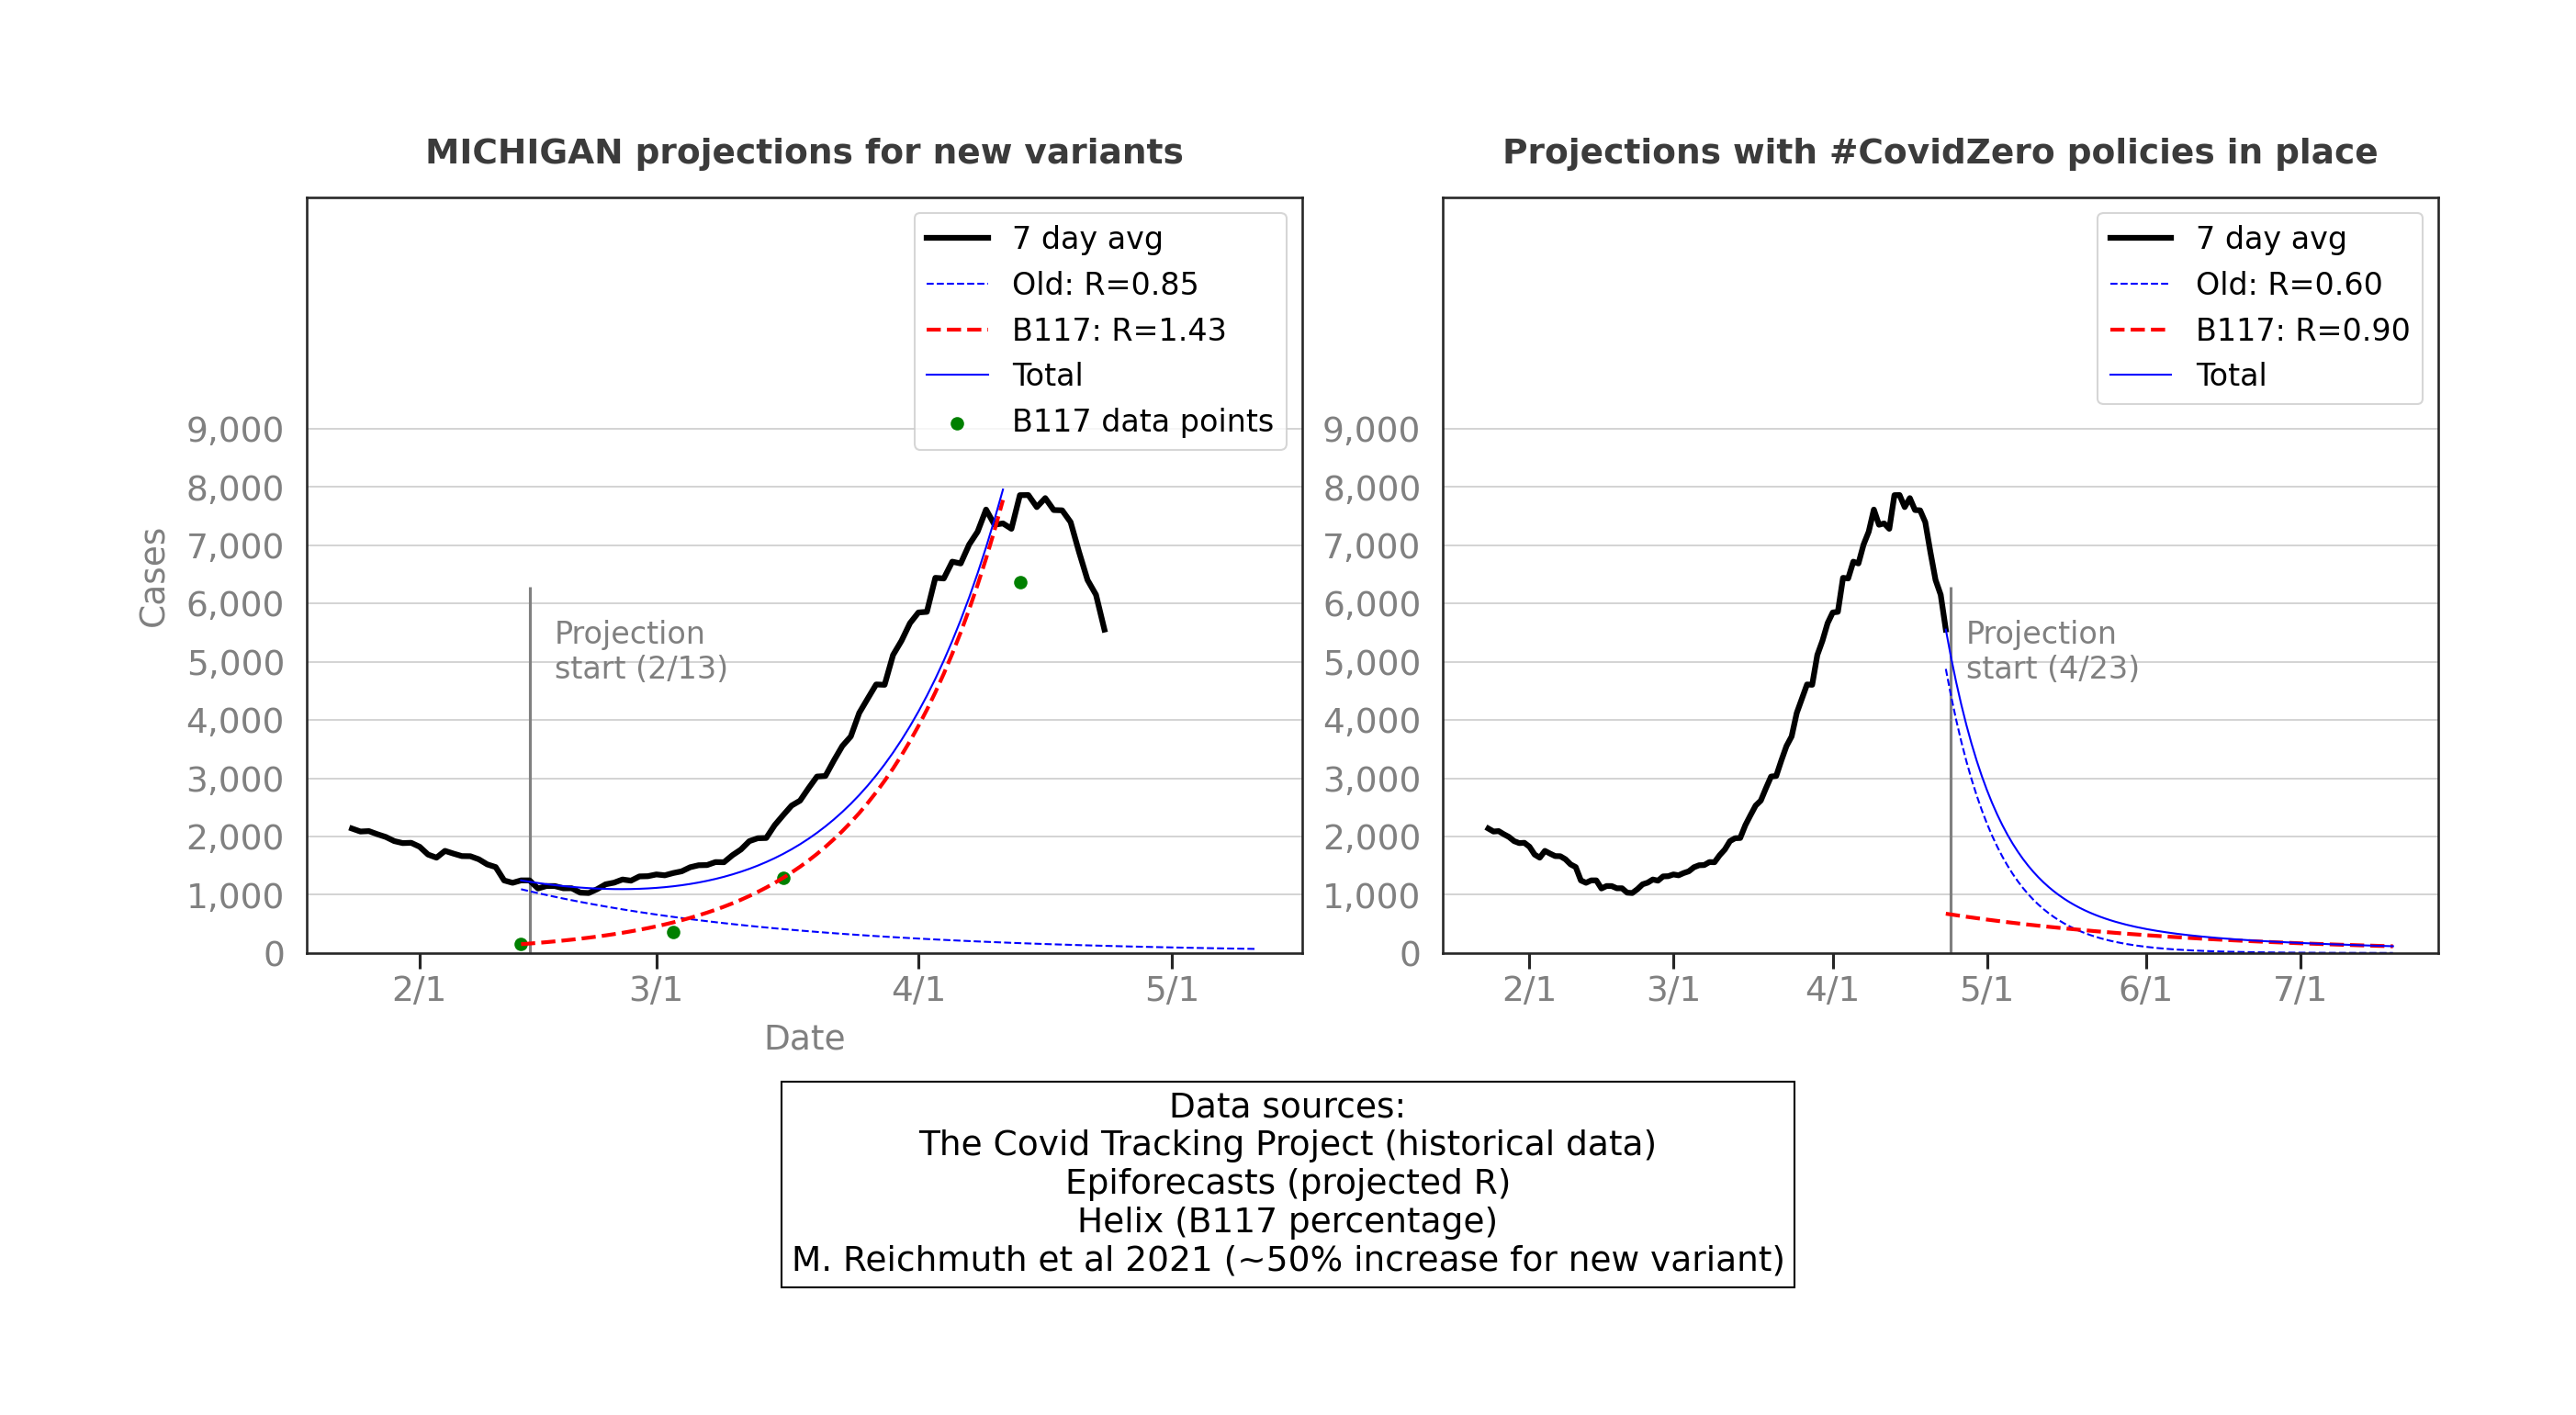 MICHIGAN projections for new variants
7 day avg
Old: R=0.85
B117: R=1.43
Total
B117 data points
9,000
8,000
7,000
6,000
5,000
4,000
3,000
2,000
1,000
0
Cases
Projection
start (2/13)
2/1
3/1
4/1
5/1
Date
Projections with #CovidZero policies in place
7 day avg
Old: R=0.60
B117: R=0.90
Total
9,000
8,000
7,000
6,000
5,000
4,000
3,000
2,000
1,000
0
Projection
start (4/23)
2/1
3/1
4/1
5/1
6/1
7/1
Data sources:
The Covid Tracking Project (historical data)
Epiforecasts (projected R)
Helix (B117 percentage)
M. Reichmuth et al 2021 (~50% increase for new variant)